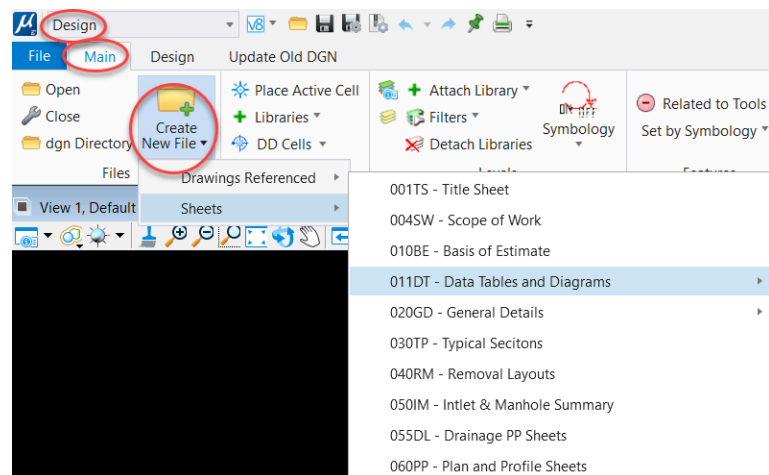 Design
V8
File Main Design Update Old DGN
Open
Close
dgn Directory
Files
Create
New File
Place Active Cell
Libraries
DD Cells
Attach Library
Filters
Detach Libraries
Symbology
Related to Tools
Set by Symbology
Drawings Referenced
Sheets
View 1, Default
001TS - Title Sheet
004SW - Scope of Work
010BE - Basis of Estimate
011DT - Data Tables and Diagrams
020GD - General Details
030TP - Typical Secitons
040RM - Removal Layouts
050IM - Intlet & Manhole Summary
055DL - Drainage PP Sheets
060PP - Plan and Profile Sheets